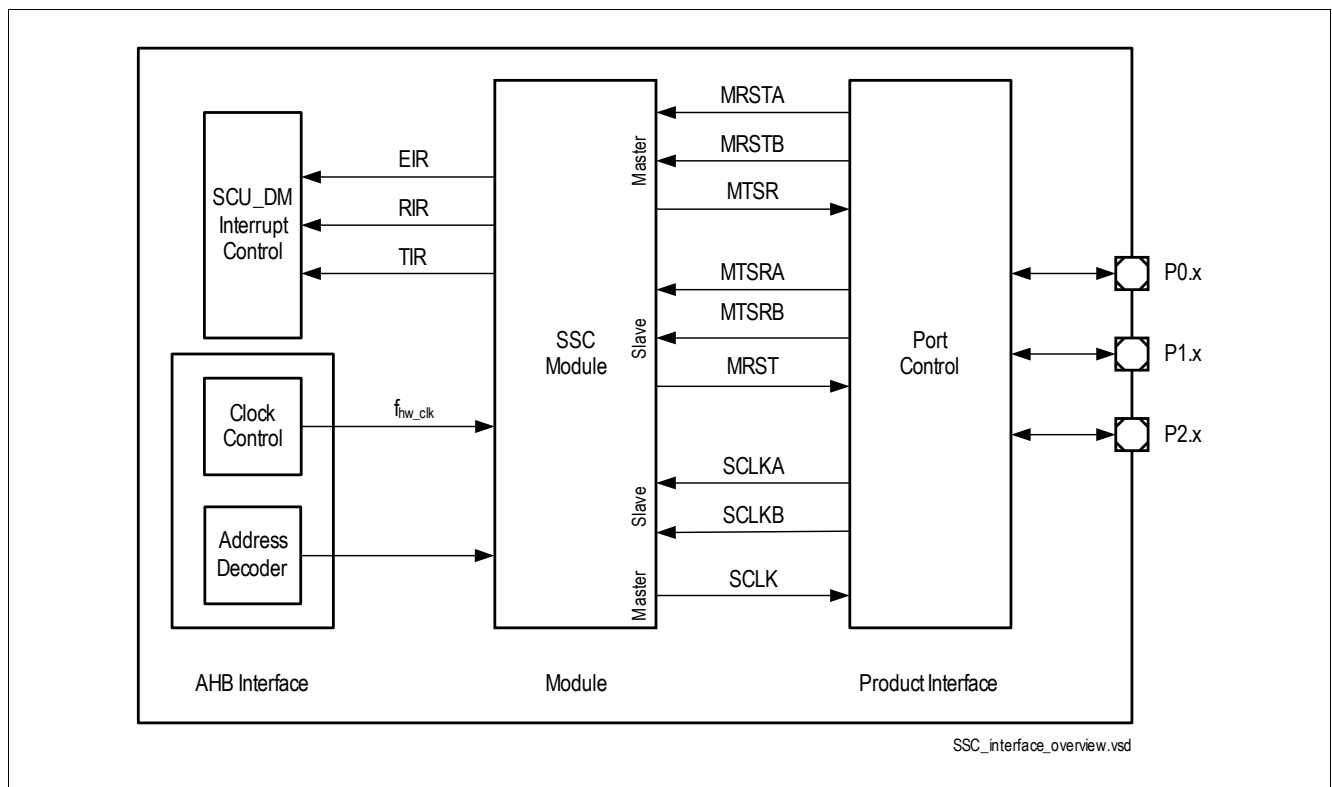 SCU_DM
Interrupt
Control
EIR
RIR
TIR
Clock
Control
fhw_clk
Address
Decoder
AHB Interface
SSC
Module
Master
Slave
Slave
Master
Module
MRSTA
MRSTB
MTSR
MTSRA
MTSRB
MRST
SCLKA
SCLKB
SCLK
Port
Control
Product Interface
P0.x
P1.x
P2.x
SSC_interface_overview.vsd